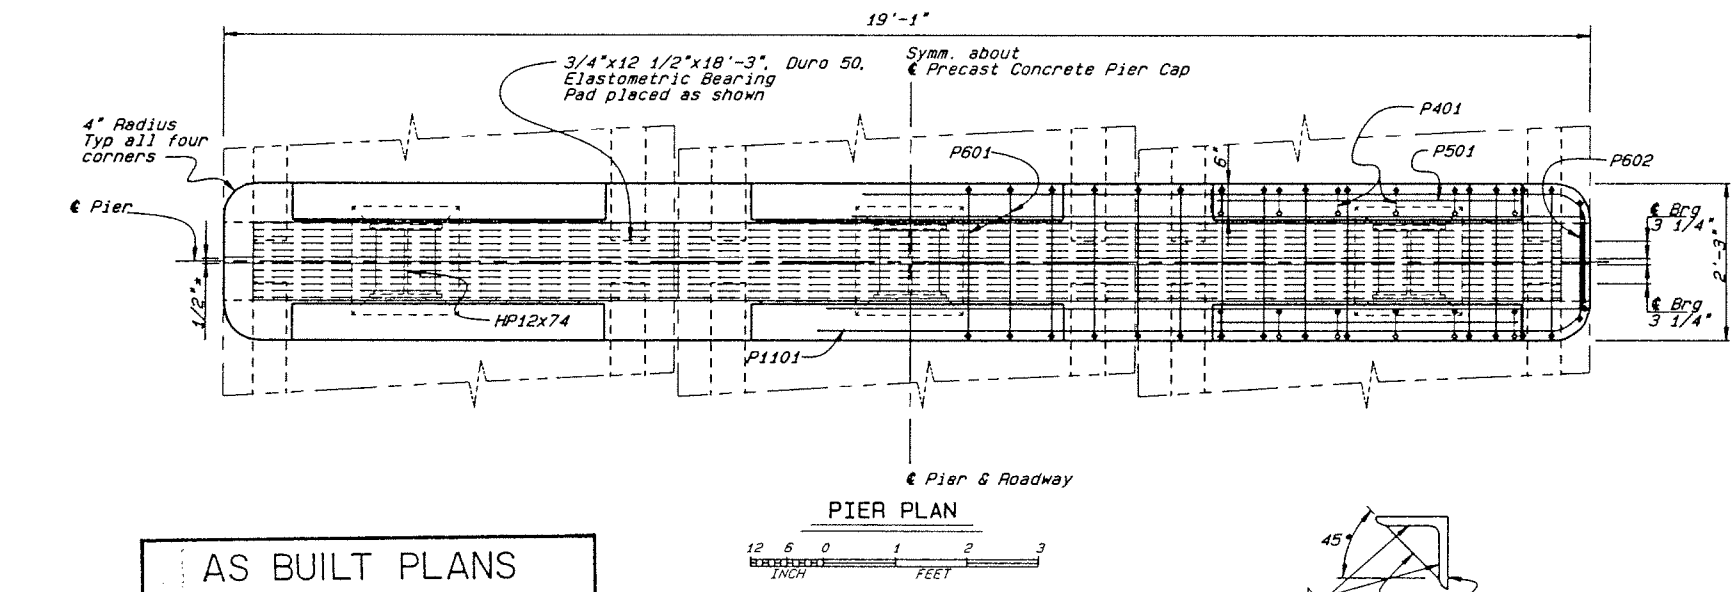 19'-1"
3/4"x12 1/2"x18'-3", Duro 50,
Elastometric Bearing
Pad placed as shown
Symm. about
℄ Precast Concrete Pier Cap
4" Radius
Typ all four
corners
P401
P601
6"
P501
P602
℄ Pier
℄ Brg
3 1/4"
2'-3"
1/2"*
HP12x74
℄ Brg
3 1/4"
P1101
℄ Pier & Roadway
PIER PLAN
12 6 0 1 2 3
INCH FEET
AS BUILT PLANS
45°